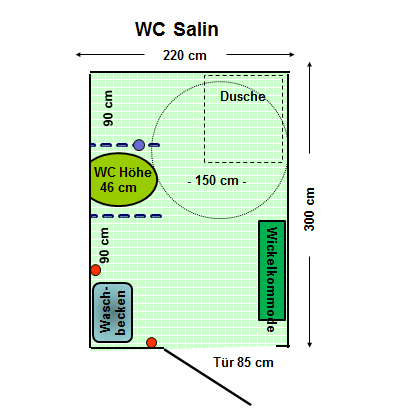 WC Salin
220 cm
90 cm
Dusche
WC Höhe
46 cm
- 150 cm -
300 cm
90 cm
Wickelkommode
Wasch-
becken
Tür 85 cm